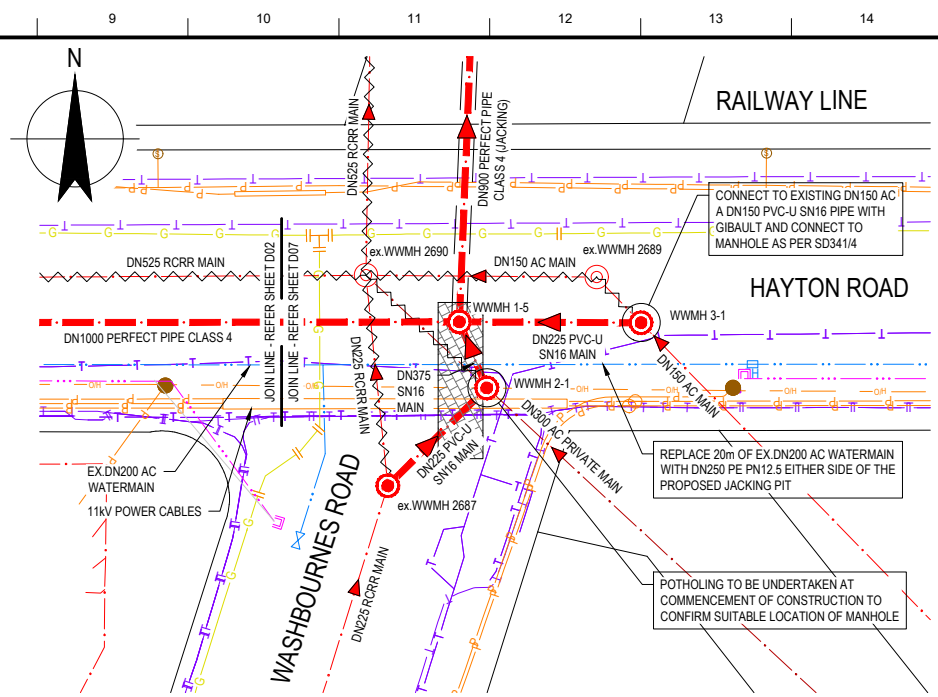 9
10
11
12
13
14
N
RAILWAY LINE
DN525 RCRR MAIN
DN900 PERFECT PIPE
CLASS 4 (JACKING)
CONNECT TO EXISTING DN150 AC
A DN150 PVC-U SN16 PIPE WITH
GIBAULT AND CONNECT TO
MANHOLE AS PER SD341/4
DN525 RCRR MAIN
JOIN LINE - REFER SHEET D02
JOIN LINE - REFER SHEET D07
ex.WWMH 2690
DN150 AC MAIN
ex.WWMH 2689
HAYTON ROAD
WWMH 1-5
WWMH 3-1
DN1000 PERFECT PIPE CLASS 4
DN225 PVC-U
SN16 MAIN
DN225 RCRR MAIN
DN375
SN16
MAIN
WWMH 2-1
DN150 AC MAIN
DN300 AC PRIVATE MAIN
DN225 PVC-U
SN16 MAIN
EX.DN200 AC
WATERMAIN
11kV POWER CABLES
REPLACE 20m OF EX.DN200 AC WATERMAIN
WITH DN250 PE PN12.5 EITHER SIDE OF THE
PROPOSED JACKING PIT
ex.WWMH 2687
WASHBOURNES ROAD
DN225 RCRR MAIN
POTHOLING TO BE UNDERTAKEN AT
COMMENCEMENT OF CONSTRUCTION TO
CONFIRM SUITABLE LOCATION OF MANHOLE